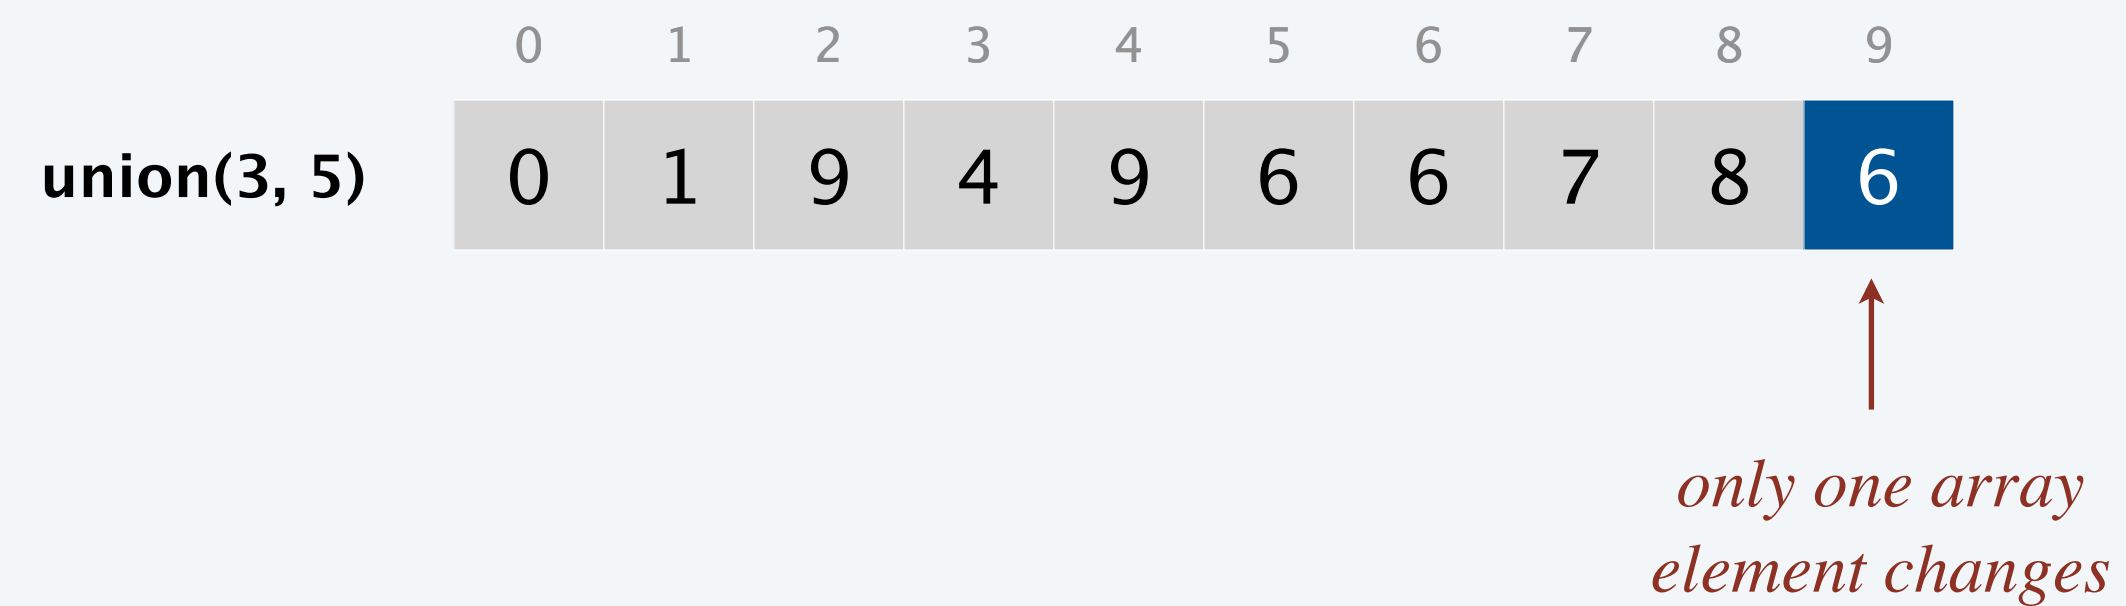 0 1 2 3 4 5 6 7 8 9
union(3, 5) 0 1 9 4 9 6 6 7 8 6
only one array
element changes